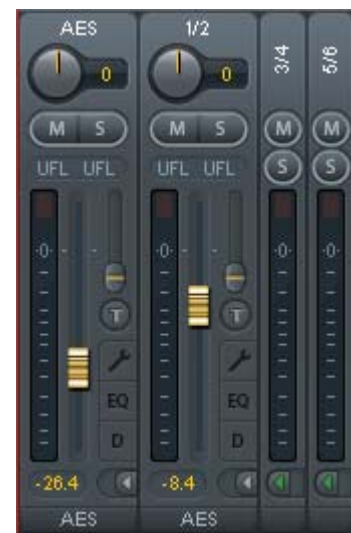 AES
0
M S
UFL UFL
-0-
T
EQ
D
-26.4
AES
1/2
0
M S
UFL UFL
-0-
T
EQ
D
-8.4
AES
3/4
M
S
-0-
5/6
M
S
-0-